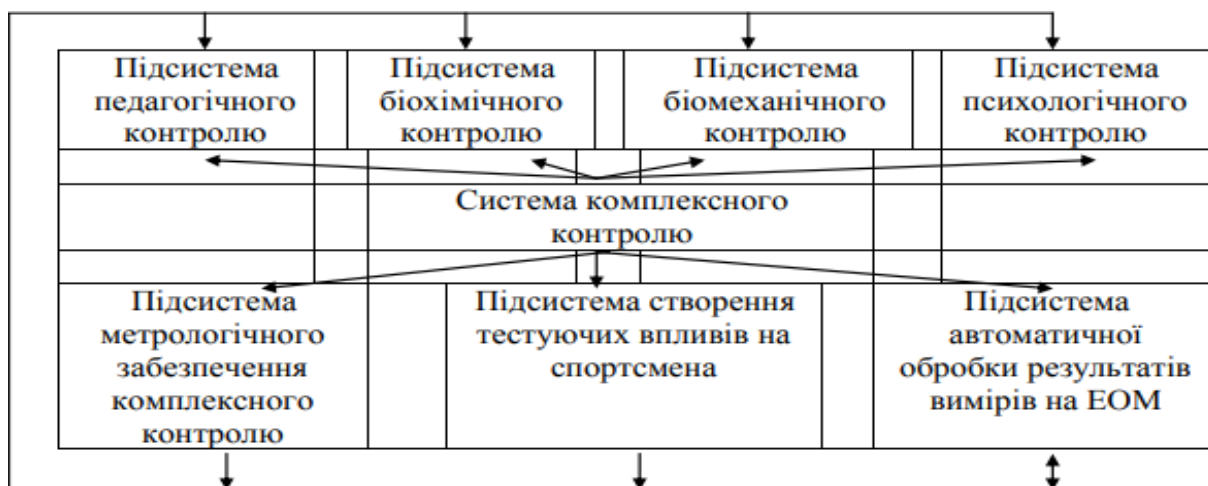 Підсистема
педагогічного
контролю
Підсистема
біохімічного
контролю
Підсистема
біомеханічного
контролю
Підсистема
психологічного
контролю
Система комплексного
контролю
Підсистема
метрологічного
забезпечення
комплексного
контролю
Підсистема створення
тестуючих впливів на
спортсмена
Підсистема
автоматичної
обробки результатів
вимірів на ЕОМ